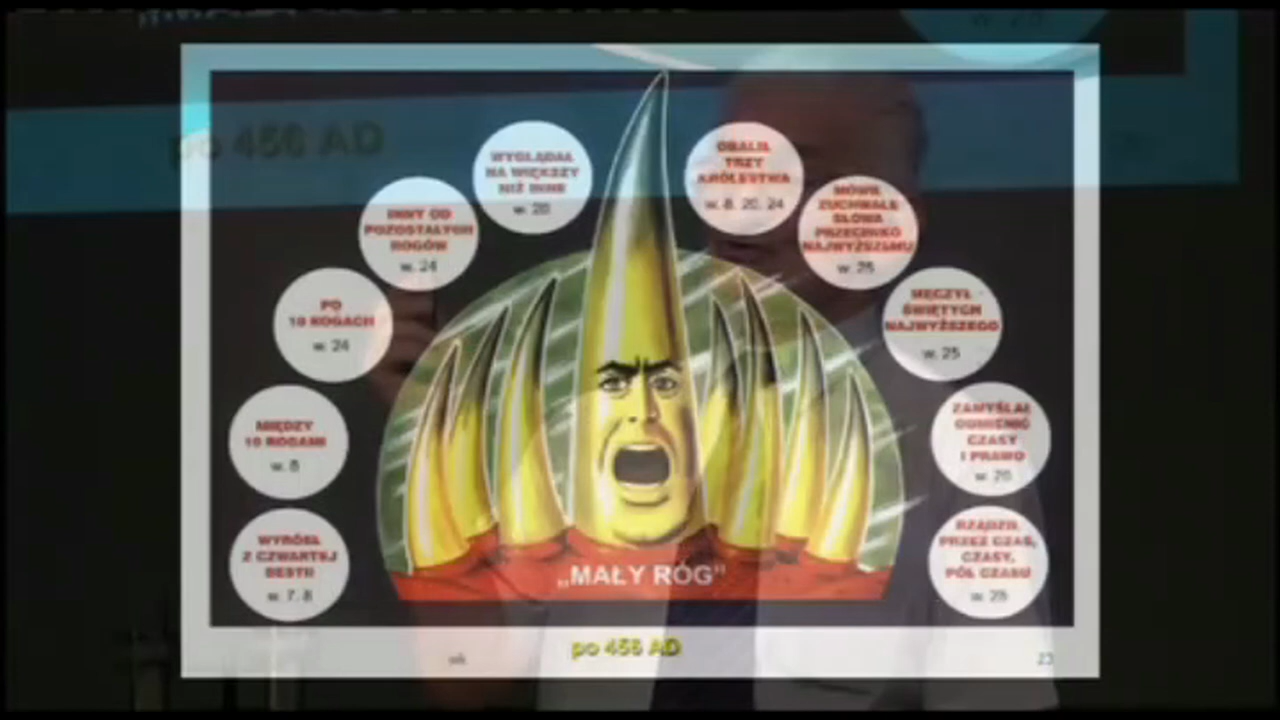 po 456 AD
WYGLĄDAŁ
NA WIĘKSZY
NIŻ INNE
w. 20
OBALIŁ
TRZY
KRÓLESTWA
w. 8. 20. 24
INNY OD
POZOSTAŁYCH
ROGÓW
w. 24
MÓWIŁ
ZUCHWAŁE
SŁOWA
PRZECIWKO
NAJWYŻSZEMU
w. 25
PO
10 ROGACH
w. 24
MĘCZYŁ
ŚWIĘTYCH
NAJWYŻSZEGO
w. 25
MIĘDZY
10 ROGAMI
w. 8
ZAMYŚLAŁ
ODMIENIĆ
CZASY
I PRAWO
w. 25
WYRÓSŁ
Z CZWARTEJ
BESTII
w. 7. 8
RZĄDZIŁ
PRZEZ CZAS,
CZASY,
PÓŁ CZASU
w. 25
„MAŁY RÓG”
po 456 AD
wk
23